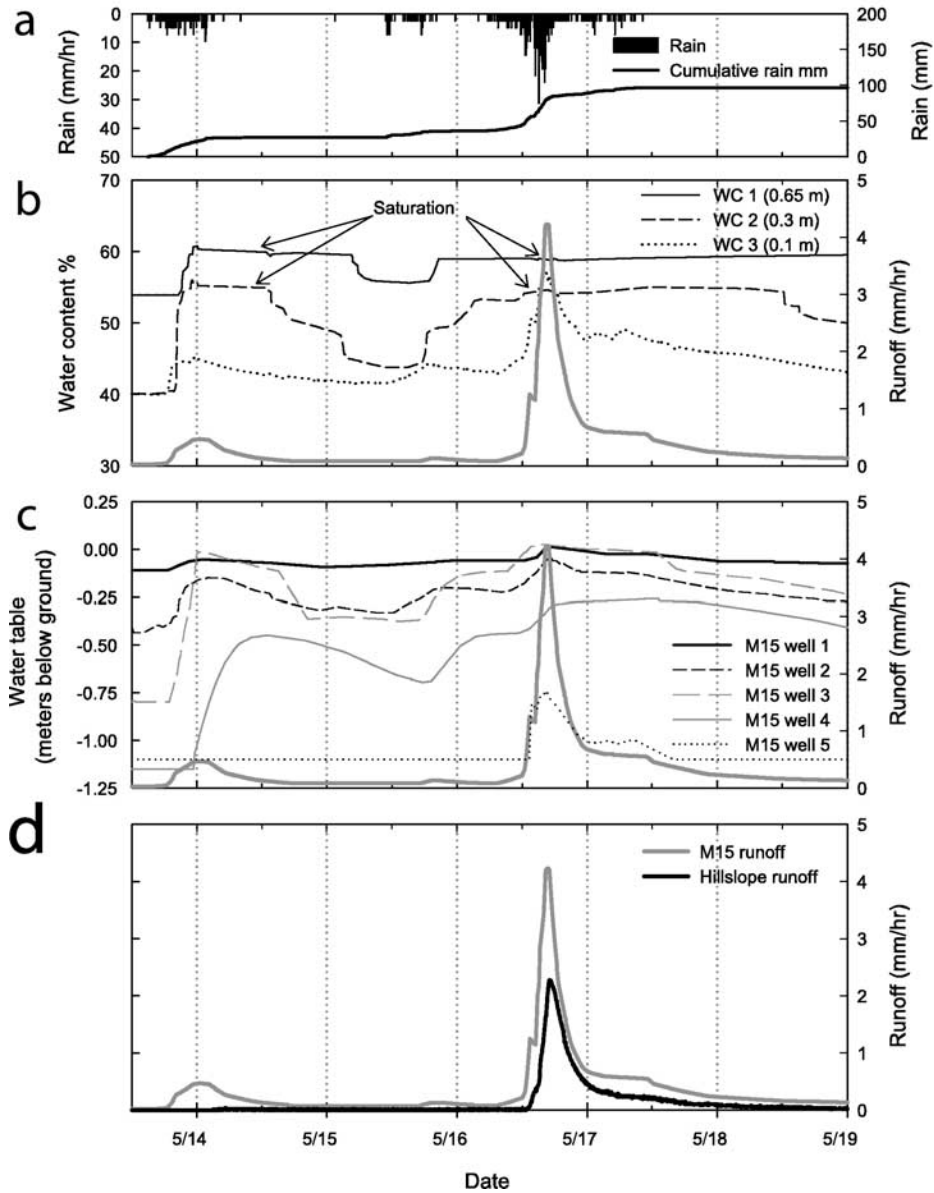 a
0
10
20
30
40
50
Rain (mm/hr)
Rain
Cumulative rain mm
200
150
100
50
0
Rain (mm)
b
70
60
50
40
30
Water content %
Saturation
WC 1 (0.65 m)
WC 2 (0.3 m)
WC 3 (0.1 m)
5
4
3
2
1
0
Runoff (mm/hr)
c
0.25
0.00
-0.25
-0.50
-0.75
-1.00
-1.25
Water table
(meters below ground)
M15 well 1
M15 well 2
M15 well 3
M15 well 4
M15 well 5
5
4
3
2
1
0
Runoff (mm/hr)
d
M15 runoff
Hillslope runoff
5
4
3
2
1
0
Runoff (mm/hr)
5/14
5/15
5/16
5/17
5/18
5/19
Date